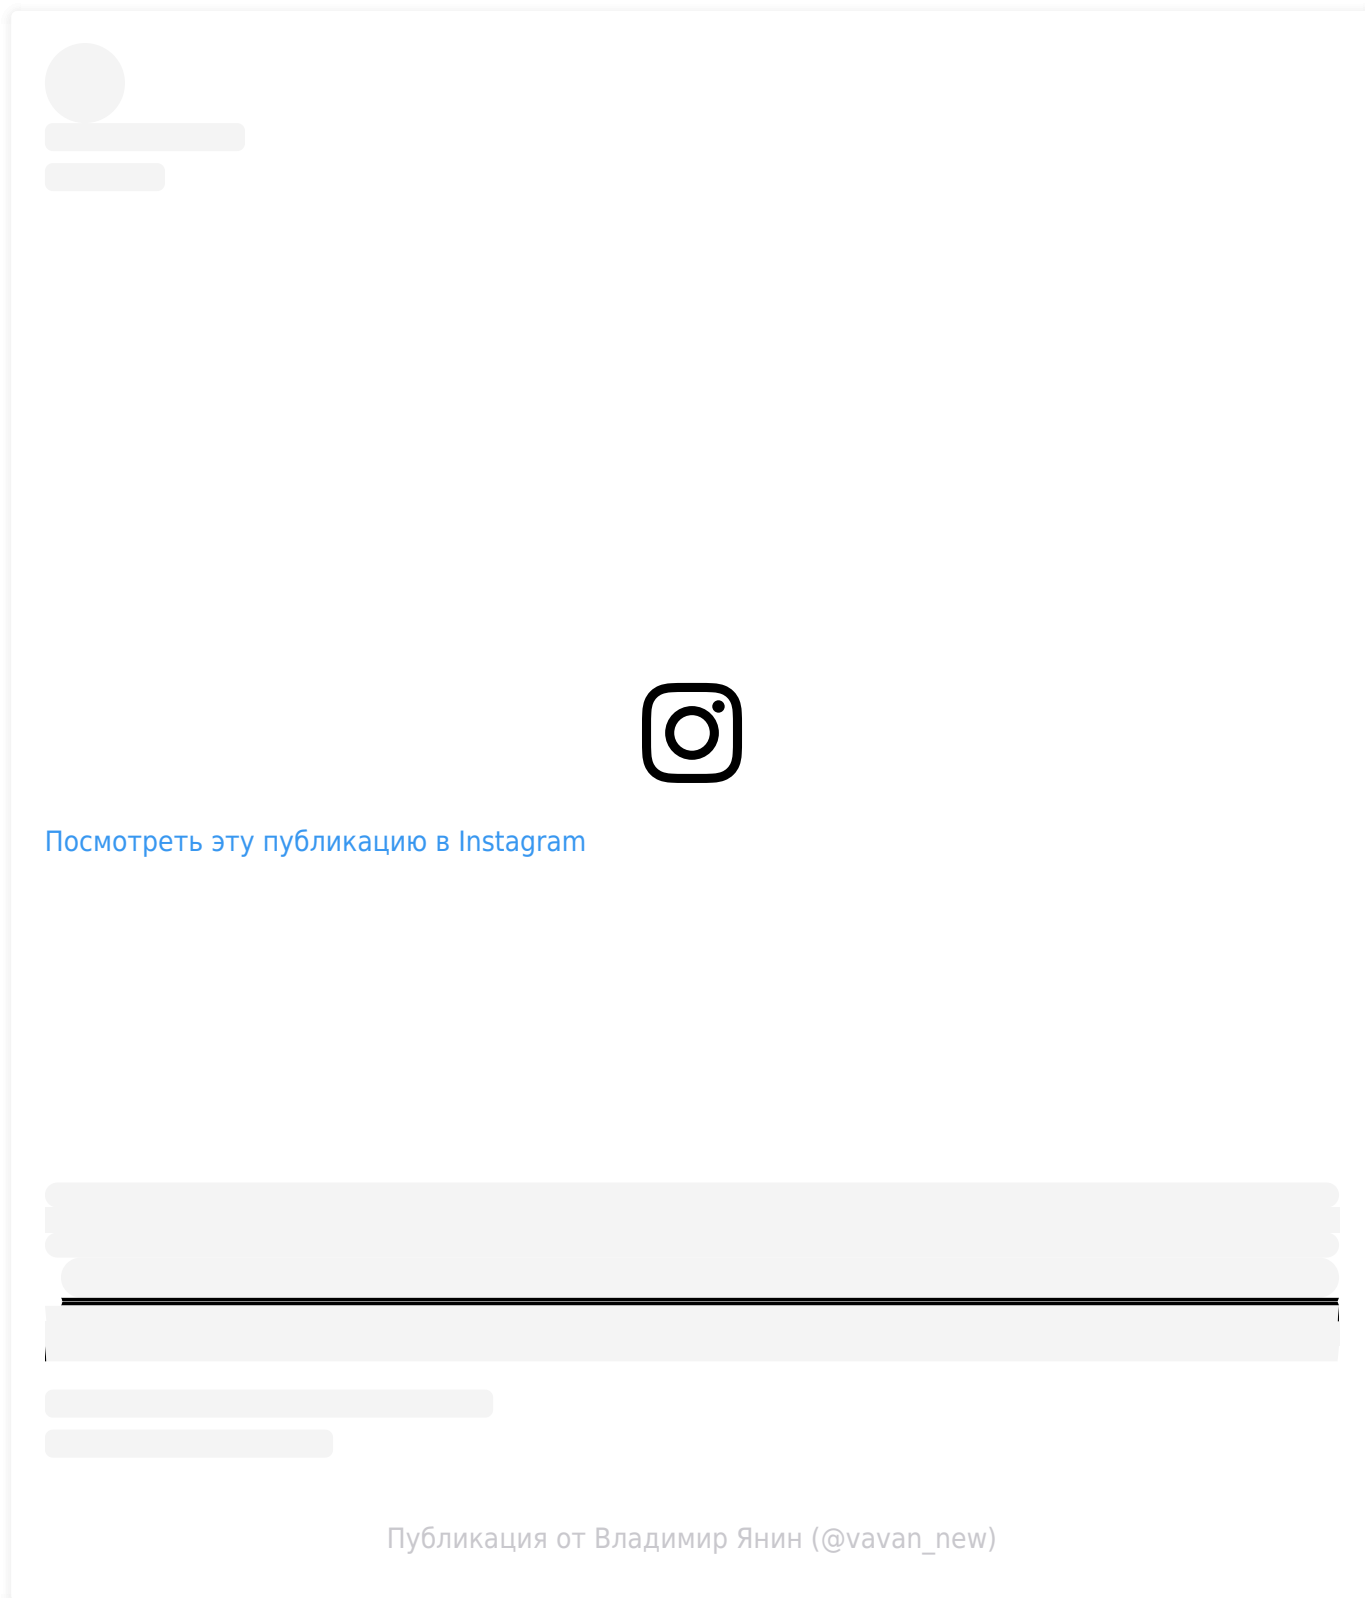 Посмотреть эту публикацию в Instagram
Публикация от Владимир Янин (@vavan_new)